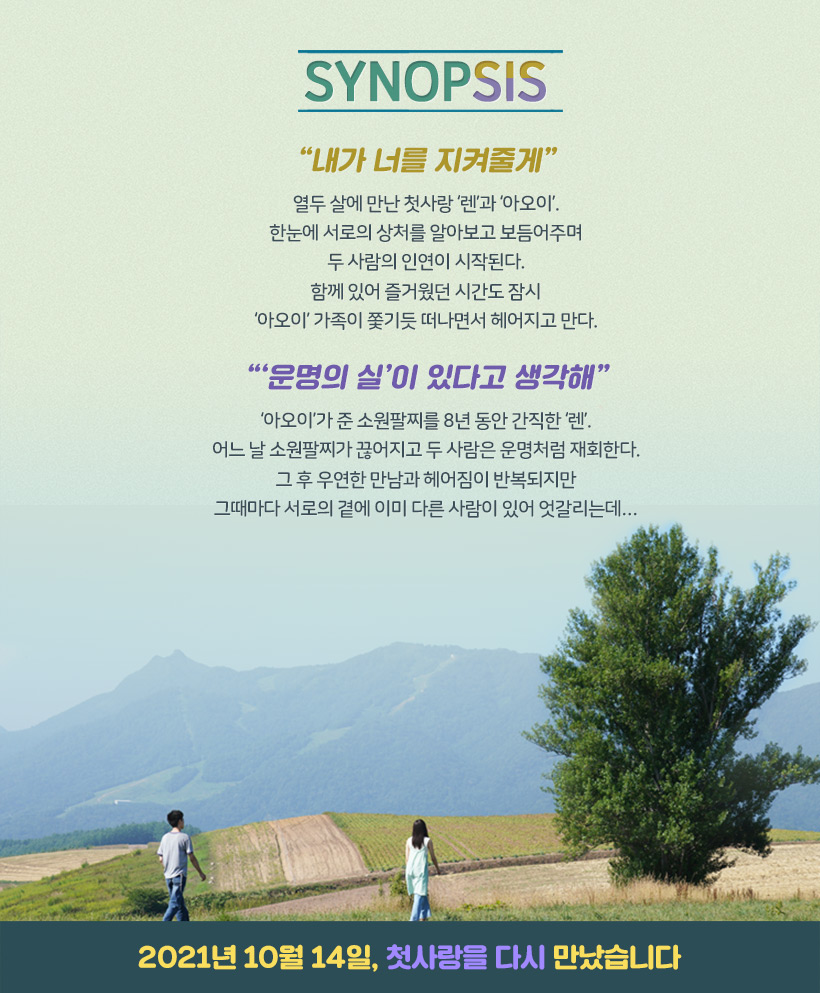 SYNOPSIS
“내가 너를 지켜줄게”
열두 살에 만난 첫사랑 ‘렌’과 ‘아오이’.
한눈에 서로의 상처를 알아보고 보듬어주며
두 사람의 인연이 시작된다.
함께 있어 즐거웠던 시간도 잠시
‘아오이’ 가족이 쫓기듯 떠나면서 헤어지고 만다.
“‘운명의 실’이 있다고 생각해”
‘아오이’가 준 소원팔찌를 8년 동안 간직한 ‘렌’.
어느 날 소원팔찌가 끊어지고 두 사람은 운명처럼 재회한다.
그 후 우연한 만남과 헤어짐이 반복되지만
그때마다 서로의 곁에 이미 다른 사람이 있어 엇갈리는데...
2021년 10월 14일, 첫사랑을 다시 만났습니다